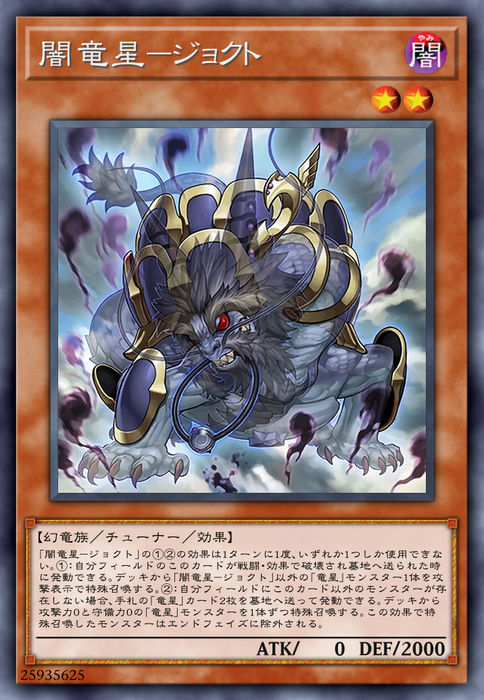 闇竜星－ジョクト
やみ
闇
【幻竜族／チューナー／効果】
「闇竜星－ジョクト」の①②の効果は1ターンに1度、いずれか1つしか使用できな
い。①：自分フィールドのこのカードが戦闘・効果で破壊され墓地へ送られた時
に発動できる。デッキから「闇竜星－ジョクト」以外の「竜星」モンスター1体を攻
撃表示で特殊召喚する。②：自分フィールドにこのカード以外のモンスターが存
在しない場合、手札の「竜星」カード2枚を墓地へ送って発動できる。デッキから
攻撃力0と守備力0の「竜星」モンスターを1体ずつ特殊召喚する。この効果で特
殊召喚したモンスターはエンドフェイズに除外される。
ATK/ 0 DEF/2000
25935625